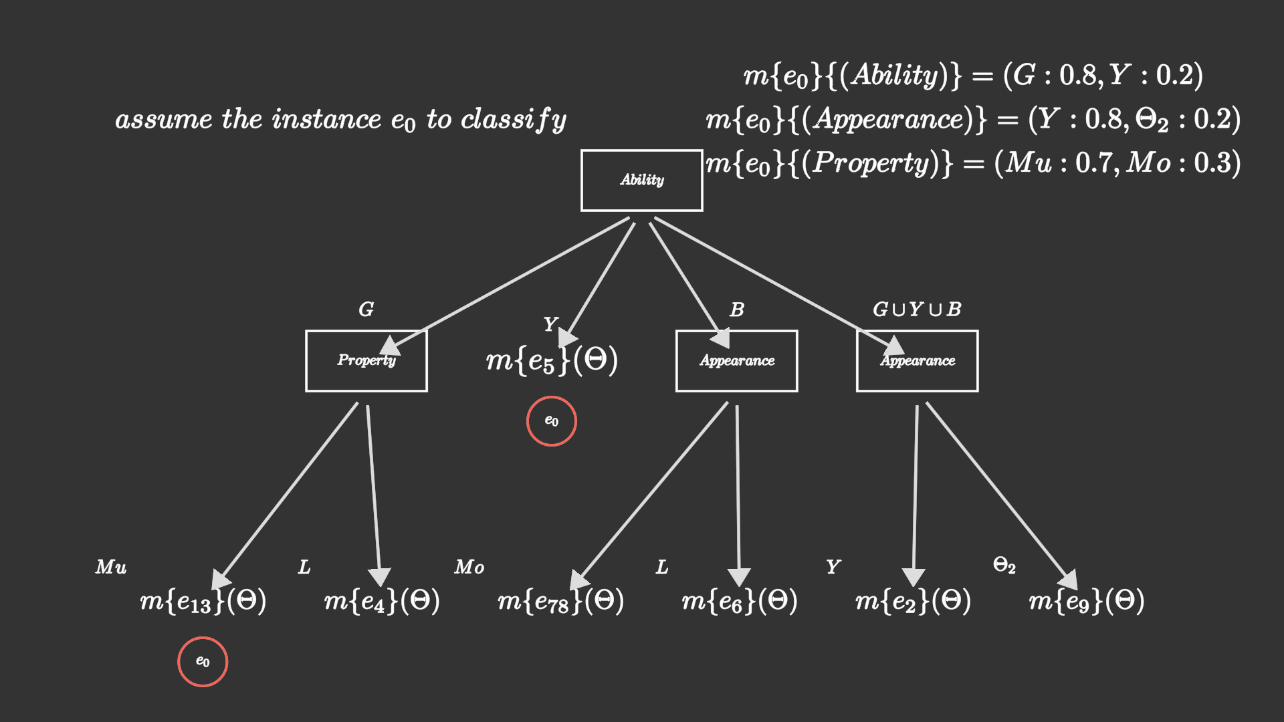 m{e₀}{(Ability)} = (G : 0.8, Y : 0.2)
assume the instance e₀ to classify
m{e₀}{(Appearance)} = (Y : 0.8, Θ₂ : 0.2)
m{e₀}{(Property)} = (Mu : 0.7, Mo : 0.3)
Ability
G
Y
B
G ∪ Y ∪ B
Property
m{e₅}(Θ)
Appearance
Appearance
e₀
Mu
L
Mo
L
Y
Θ₂
m{e₁₃}(Θ)
m{e₄}(Θ)
m{e₇₈}(Θ)
m{e₆}(Θ)
m{e₂}(Θ)
m{e₉}(Θ)
e₀